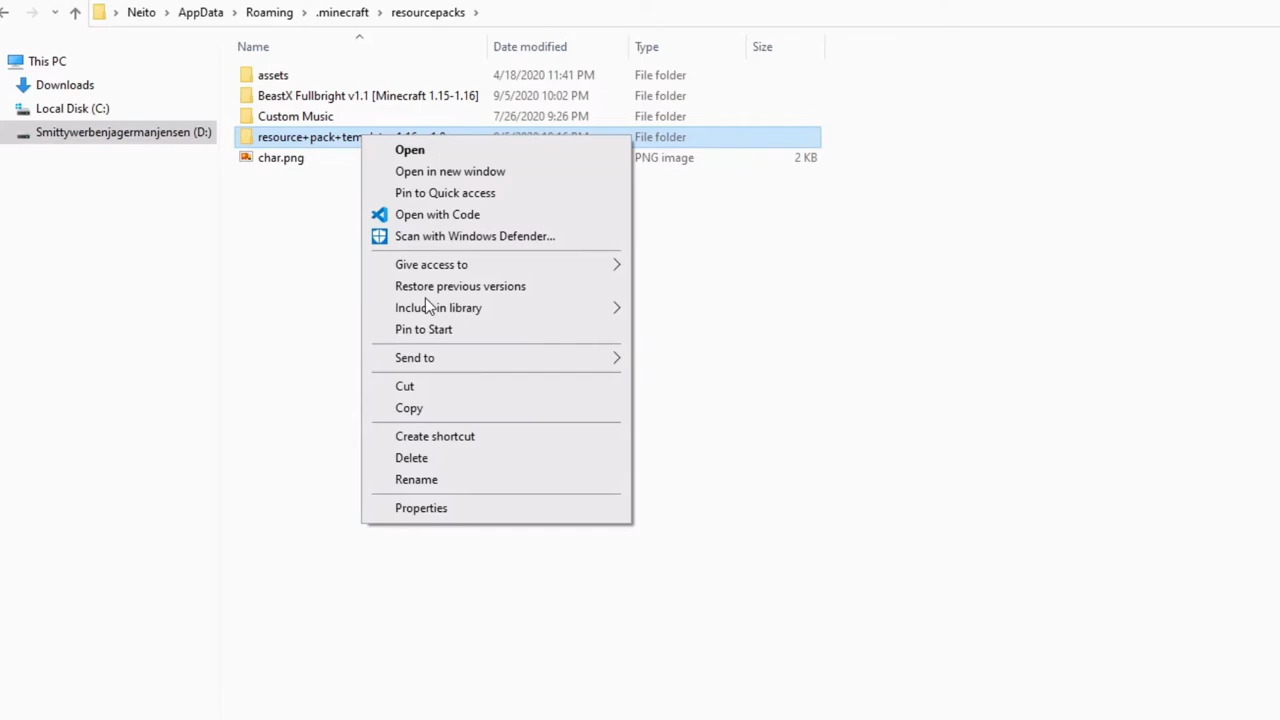 Neito > AppData > Roaming > .minecraft > resourcepacks >
Name Date modified Type Size
This PC
Downloads
Local Disk (C:)
Smittywerbenjagermanjensen (D:)
assets 4/18/2020 11:41 PM File folder
BeastX Fullbright v1.1 [Minecraft 1.15-1.16] 9/5/2020 10:02 PM File folder
Custom Music 7/26/2020 9:26 PM File folder
File folder
char.png PNG image 2 KB
Open
Open in new window
Pin to Quick access
Open with Code
Scan with Windows Defender...
Give access to
Restore previous versions
Include in library
Pin to Start
Send to
Cut
Copy
Create shortcut
Delete
Rename
Properties